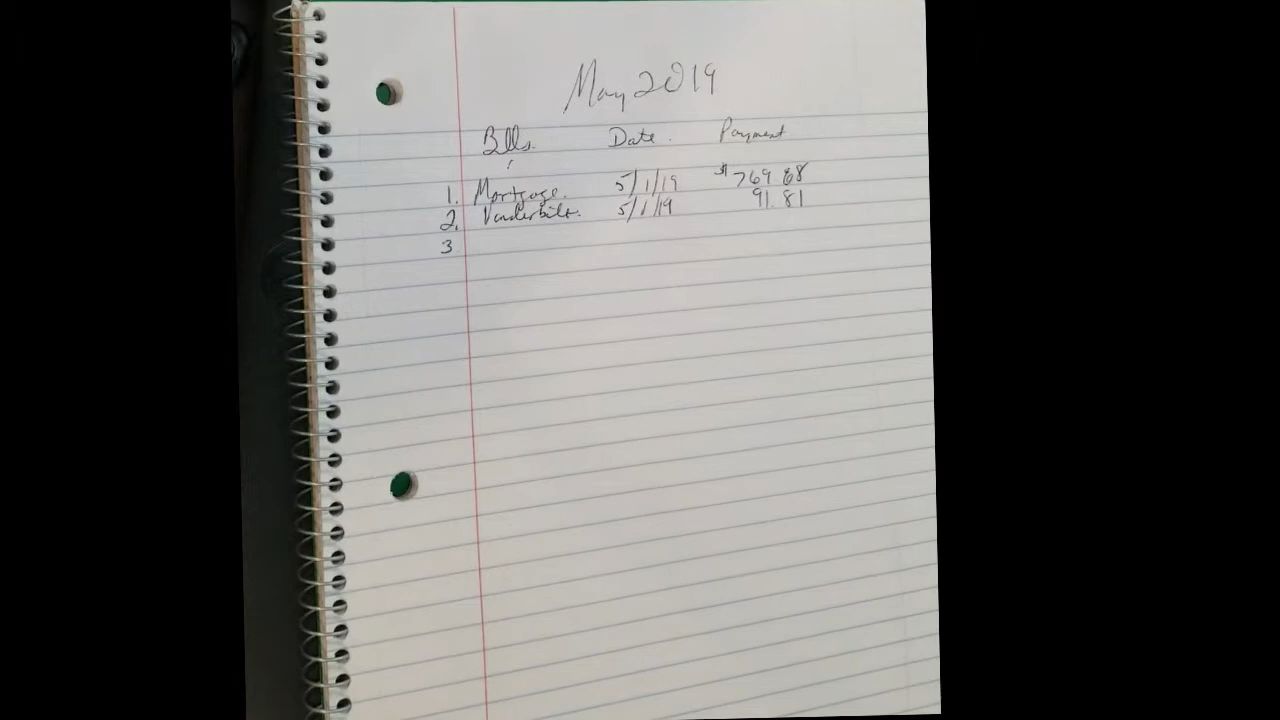 May 2019
Bills. Date. Payment
1. Mortgage. 5/1/19 $769.68
2. Vanderbilt. 5/1/19 91.81
3